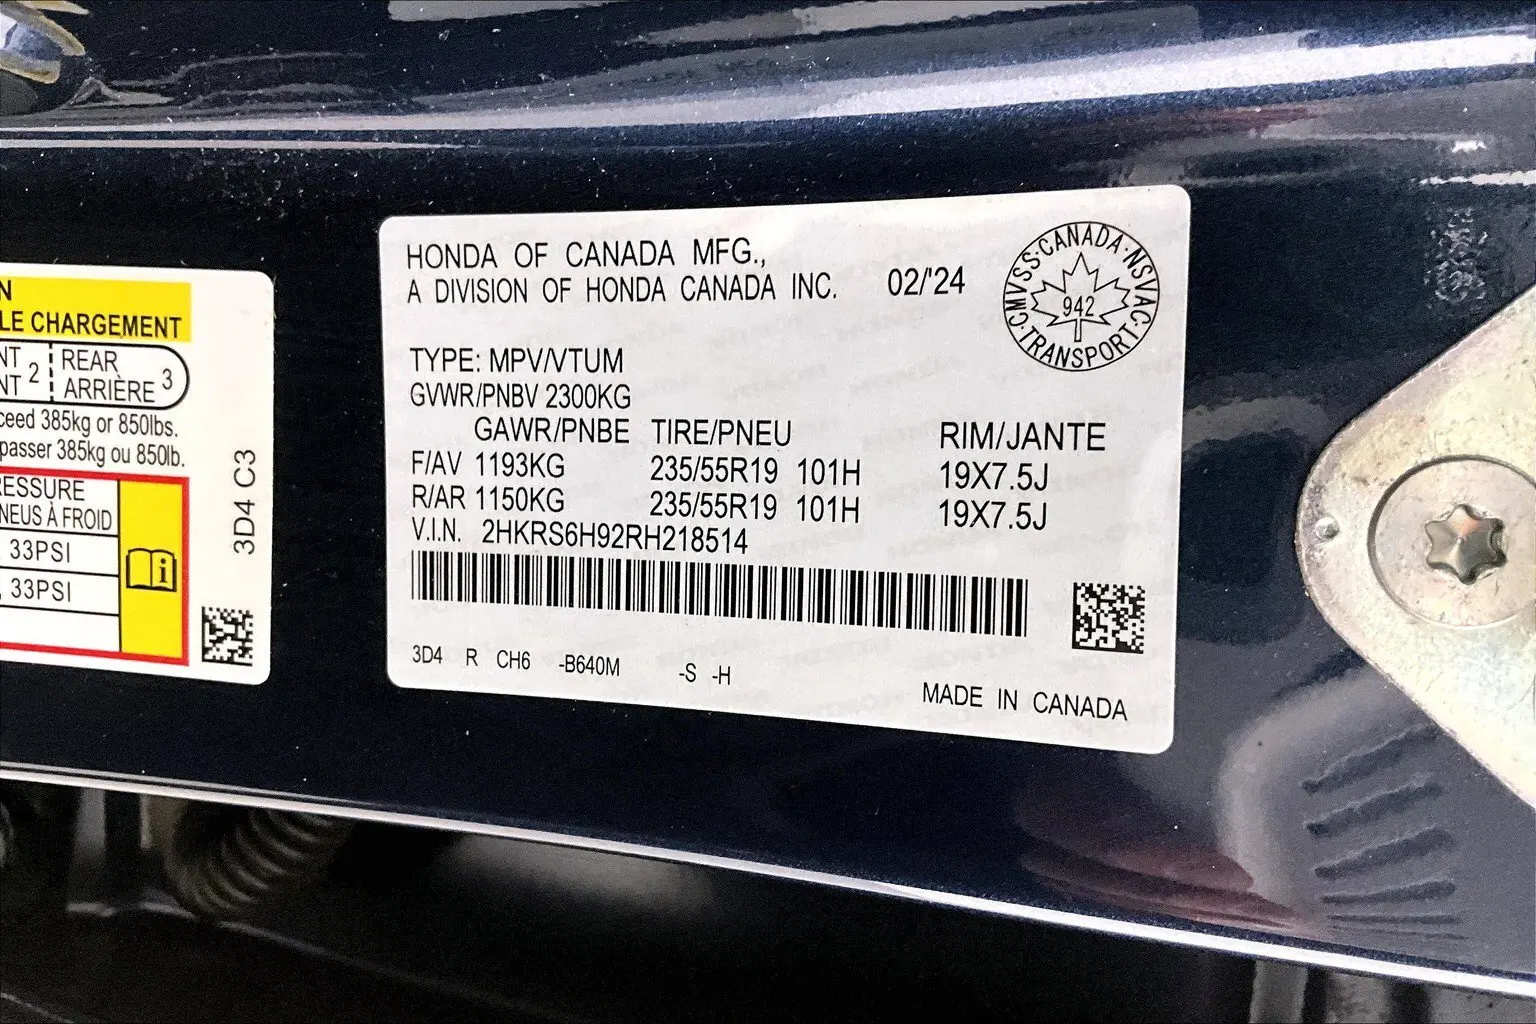 N
LE CHARGEMENT
NT 2 REAR
NT ARRIÈRE 3
ceed 385kg or 850lbs.
passer 385kg ou 850lb.
RESSURE
NEUS À FROID
33PSI
, 33PSI
3D4 C3
HONDA OF CANADA MFG.,
A DIVISION OF HONDA CANADA INC. 02/'24
CMVSS·CANADA·NSVAC·TRANSPORT·
942
TYPE: MPV/VTUM
GVWR/PNBV 2300KG
GAWR/PNBE TIRE/PNEU RIM/JANTE
F/AV 1193KG 235/55R19 101H 19X7.5J
R/AR 1150KG 235/55R19 101H 19X7.5J
V.I.N. 2HKRS6H92RH218514
3D4 R CH6 -B640M -S -H
MADE IN CANADA